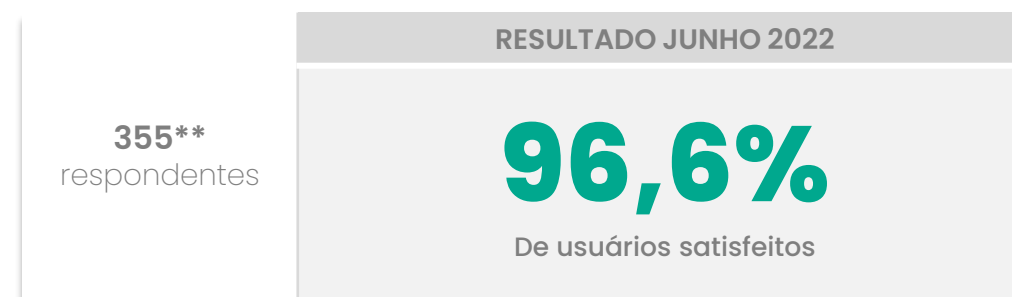 RESULTADO JUNHO 2022
355**
respondentes
96,6%
De usuários satisfeitos